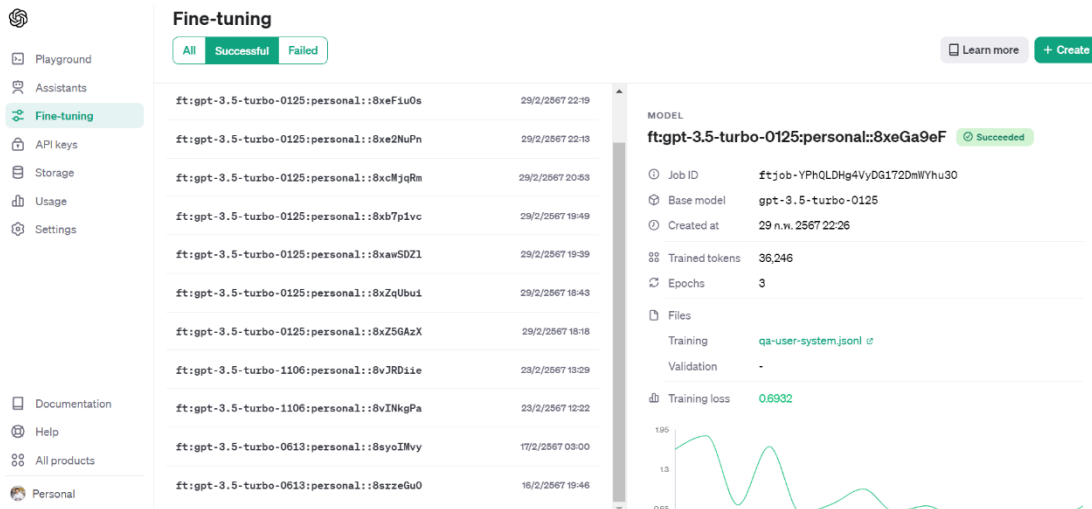 Fine-tuning
All Successful Failed
Learn more
+ Create
Playground
Assistants
Fine-tuning
API keys
Storage
Usage
Settings
Documentation
Help
All products
Personal
ft:gpt-3.5-turbo-0125:personal::8xeFiuOs 29/2/2567 22:19
ft:gpt-3.5-turbo-0125:personal::8xe2NuPn 29/2/2567 22:13
ft:gpt-3.5-turbo-0125:personal::8xcMjqRm 29/2/2567 20:53
ft:gpt-3.5-turbo-0125:personal::8xb7p1vc 29/2/2567 19:49
ft:gpt-3.5-turbo-0125:personal::8xawSDZl 29/2/2567 19:39
ft:gpt-3.5-turbo-0125:personal::8xZqUbui 29/2/2567 18:43
ft:gpt-3.5-turbo-0125:personal::8xZ5GAzX 29/2/2567 18:18
ft:gpt-3.5-turbo-1106:personal::8vJRDiie 23/2/2567 13:29
ft:gpt-3.5-turbo-1106:personal::8vINkgPa 23/2/2567 12:22
ft:gpt-3.5-turbo-0613:personal::8syoIMvy 17/2/2567 03:00
ft:gpt-3.5-turbo-0613:personal::8srzeGuO 16/2/2567 19:46
MODEL
ft:gpt-3.5-turbo-0125:personal::8xeGa9eF Succeeded
Job ID ftjob-YPhQLDHg4VyDG172DmWYhu3O
Base model gpt-3.5-turbo-0125
Created at 29 ก.พ. 2567 22:26
Trained tokens 36,246
Epochs 3
Files
Training qa-user-system.jsonl
Validation -
Training loss 0.6932
1.95
1.3
0.65